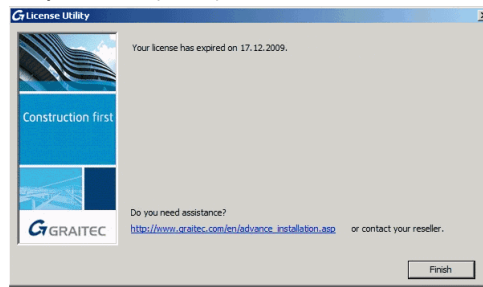 License Utility
Your license has expired on 17.12.2009.
Construction first
GRAITEC
Do you need assistance?
http://www.graitec.com/en/advance_installation.asp or contact your reseller.
Finish